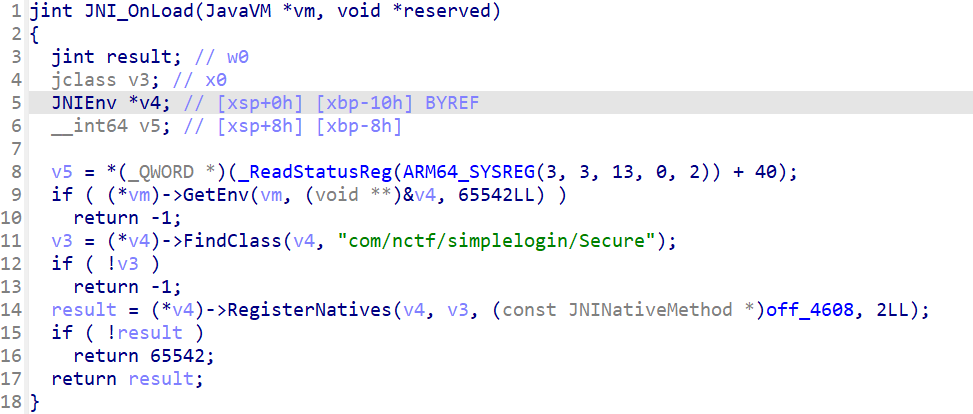 1 jint JNI_OnLoad(JavaVM *vm, void *reserved)
2 {
3   jint result; // w0
4   jclass v3; // x0
5   JNIEnv *v4; // [xsp+0h] [xbp-10h] BYREF
6   __int64 v5; // [xsp+8h] [xbp-8h]
7
8   v5 = *(_QWORD *)(_ReadStatusReg(ARM64_SYSREG(3, 3, 13, 0, 2)) + 40);
9   if ( (*vm)->GetEnv(vm, (void **)&v4, 65542LL) )
10     return -1;
11   v3 = (*v4)->FindClass(v4, "com/nctf/simplelogin/Secure");
12   if ( !v3 )
13     return -1;
14   result = (*v4)->RegisterNatives(v4, v3, (const JNINativeMethod *)off_4608, 2LL);
15   if ( !result )
16     return 65542;
17   return result;
18 }